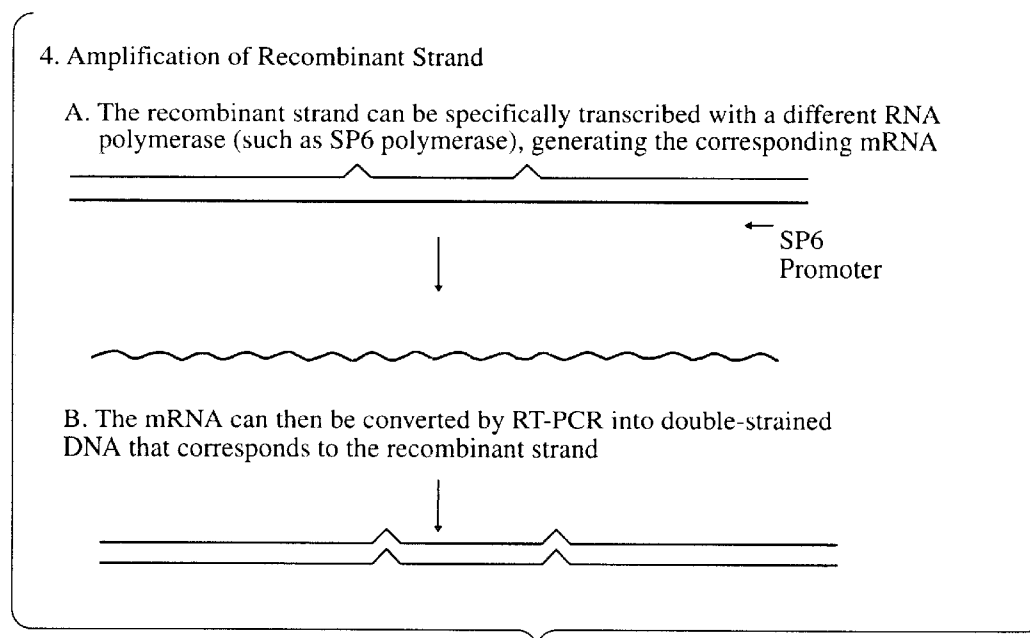 4. Amplification of Recombinant Strand
A. The recombinant strand can be specifically transcribed with a different RNA
polymerase (such as SP6 polymerase), generating the corresponding mRNA
SP6
Promoter
B. The mRNA can then be converted by RT-PCR into double-strained
DNA that corresponds to the recombinant strand